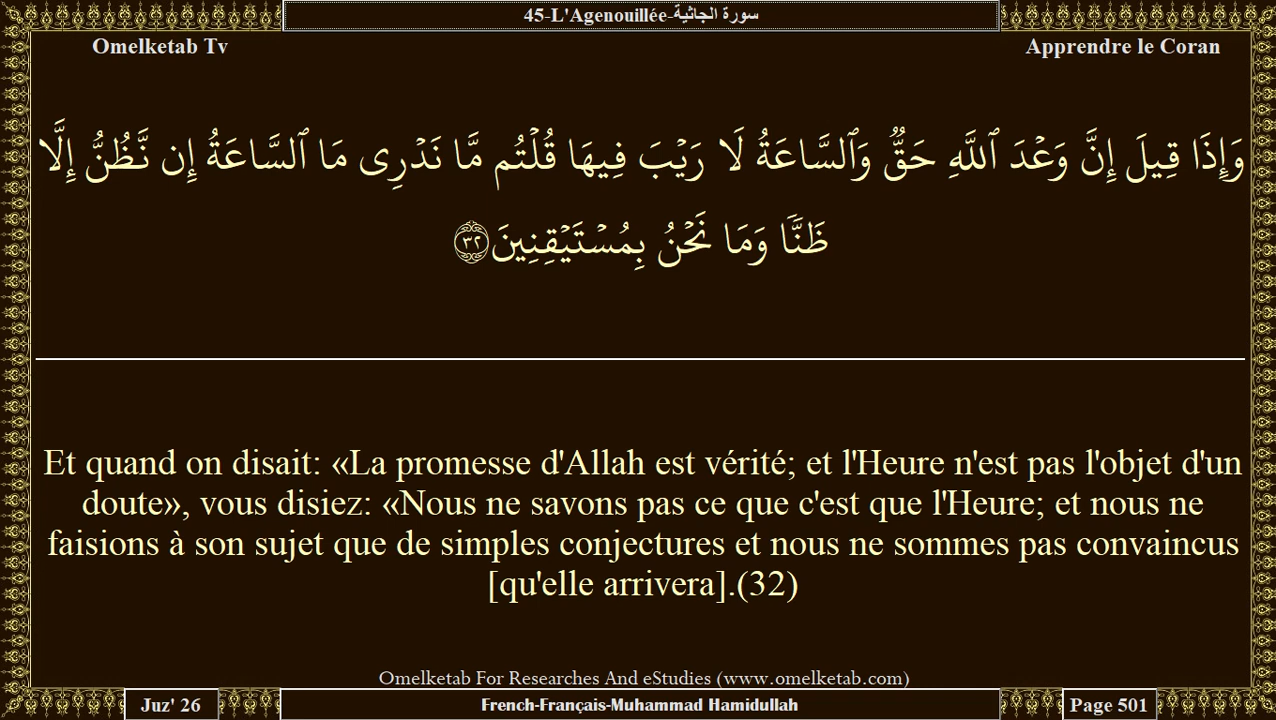 45-L'Agenouillée-سورة الجاثية
Omelketab Tv
Apprendre le Coran
وَإِذَا قِيلَ إِنَّ وَعۡدَ ٱللَّهِ حَقّٞ وَٱلسَّاعَةُ لَا رَيۡبَ فِيهَا قُلۡتُم مَّا نَدۡرِي مَا ٱلسَّاعَةُ إِن نَّظُنُّ إِلَّا
ظَنّٗا وَمَا نَحۡنُ بِمُسۡتَيۡقِنِينَ ٣٢
Et quand on disait: «La promesse d'Allah est vérité; et l'Heure n'est pas l'objet d'un
doute», vous disiez: «Nous ne savons pas ce que c'est que l'Heure; et nous ne
faisions à son sujet que de simples conjectures et nous ne sommes pas convaincus
[qu'elle arrivera].(32)
Omelketab For Researches And eStudies (www.omelketab.com)
Juz' 26
French-Français-Muhammad Hamidullah
Page 501